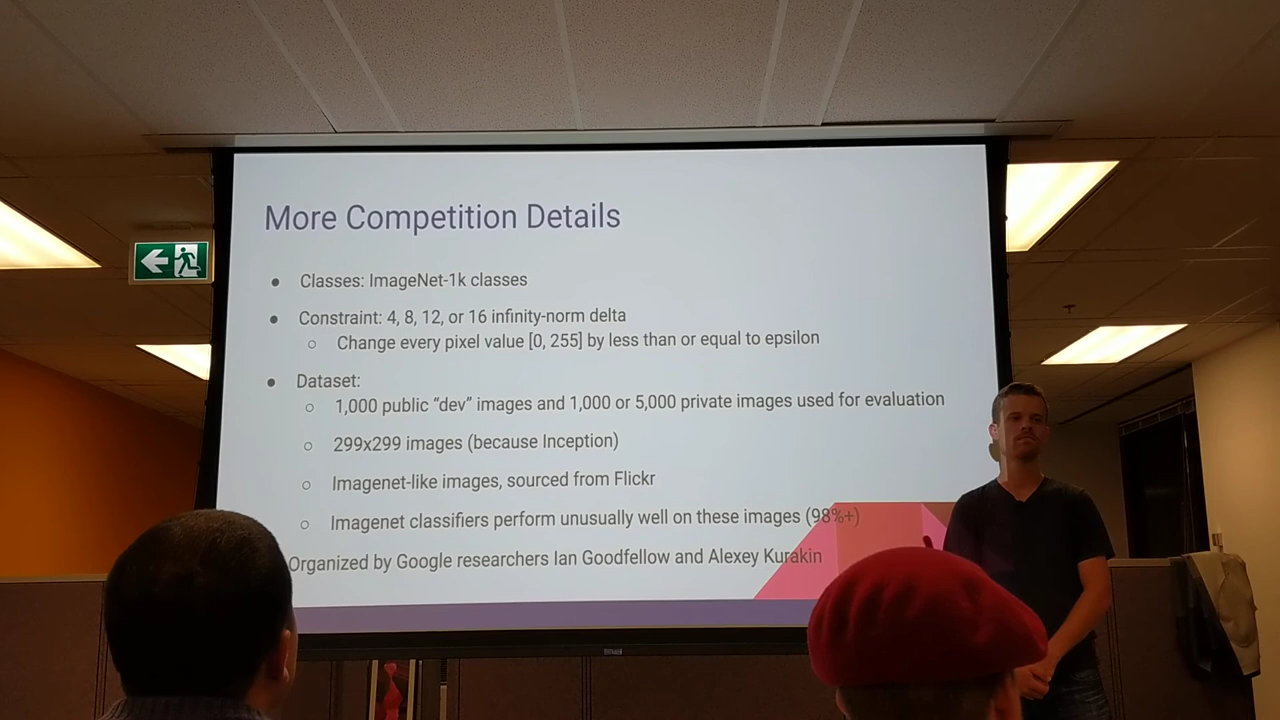 More Competition Details
Classes: ImageNet-1k classes
Constraint: 4, 8, 12, or 16 infinity-norm delta
Change every pixel value [0, 255] by less than or equal to epsilon
Dataset:
1,000 public “dev” images and 1,000 or 5,000 private images used for evaluation
299x299 images (because Inception)
Imagenet-like images, sourced from Flickr
Imagenet classifiers perform unusually well on these images (98%+)
Organized by Google researchers Ian Goodfellow and Alexey Kurakin